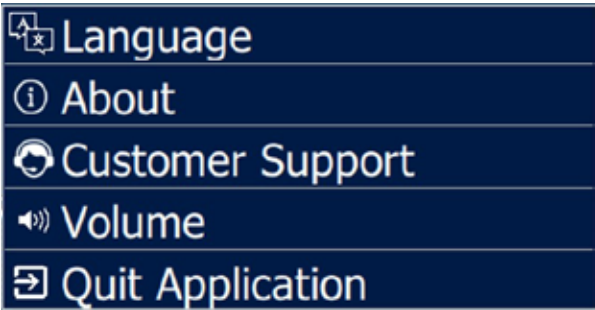 Language
About
Customer Support
Volume
Quit Application